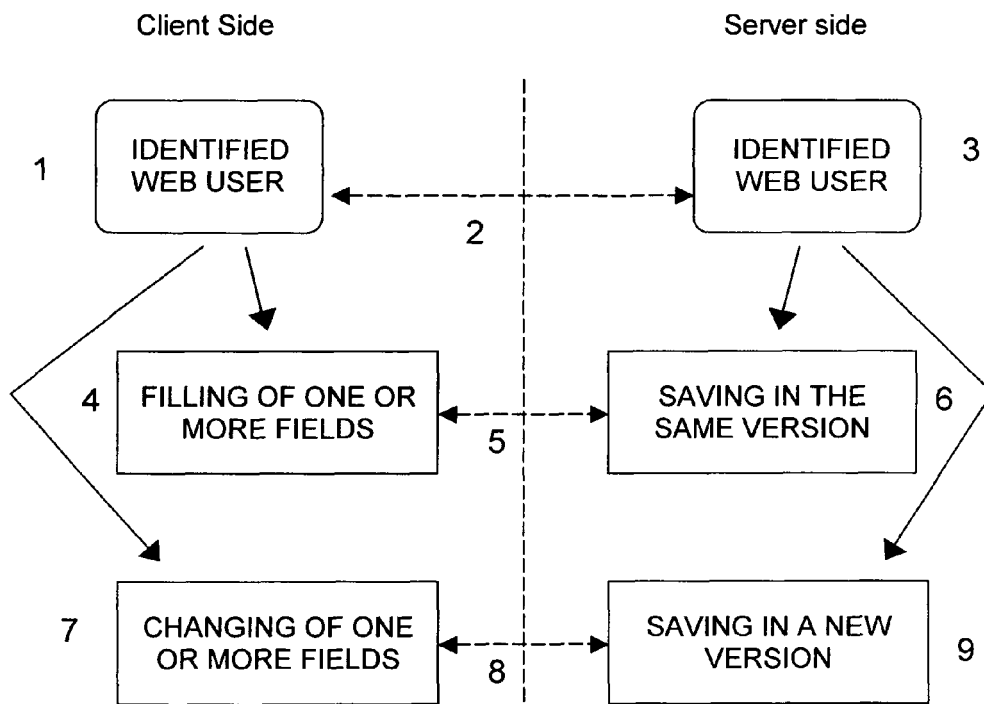 Client Side
Server side
1
IDENTIFIED
WEB USER
2
IDENTIFIED
WEB USER
3
4
FILLING OF ONE OR
MORE FIELDS
5
SAVING IN THE
SAME VERSION
6
7
CHANGING OF ONE
OR MORE FIELDS
8
SAVING IN A NEW
VERSION
9